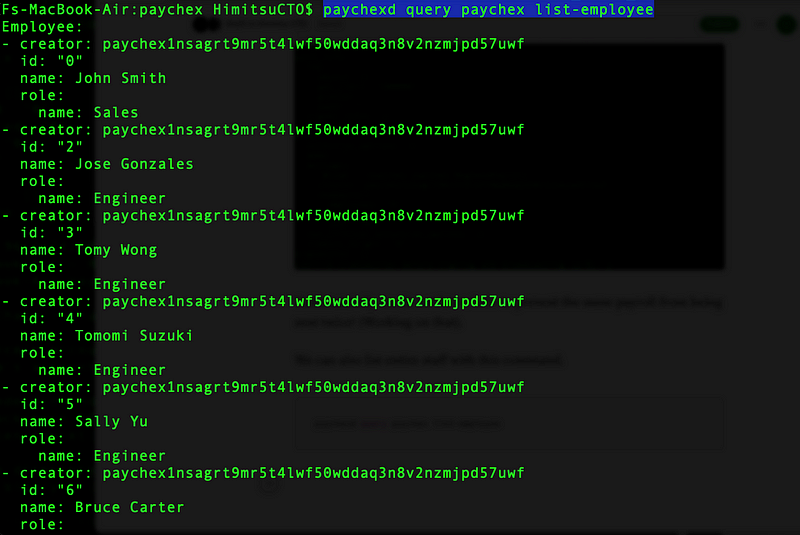 Fs-MacBook-Air:paychex HimitsuCTO$ paychexd query paychex list-employee
Employee:
- creator: paychex1nsagrt9mr5t4lwf50wddaq3n8v2nzmjpd57uwf
  id: "0"
  name: John Smith
  role:
    name: Sales
- creator: paychex1nsagrt9mr5t4lwf50wddaq3n8v2nzmjpd57uwf
  id: "2"
  name: Jose Gonzales
  role:
    name: Engineer
- creator: paychex1nsagrt9mr5t4lwf50wddaq3n8v2nzmjpd57uwf
  id: "3"
  name: Tomy Wong
  role:
    name: Engineer
- creator: paychex1nsagrt9mr5t4lwf50wddaq3n8v2nzmjpd57uwf
  id: "4"
  name: Tomomi Suzuki
  role:
    name: Engineer
- creator: paychex1nsagrt9mr5t4lwf50wddaq3n8v2nzmjpd57uwf
  id: "5"
  name: Sally Yu
  role:
    name: Engineer
- creator: paychex1nsagrt9mr5t4lwf50wddaq3n8v2nzmjpd57uwf
  id: "6"
  name: Bruce Carter
  role: